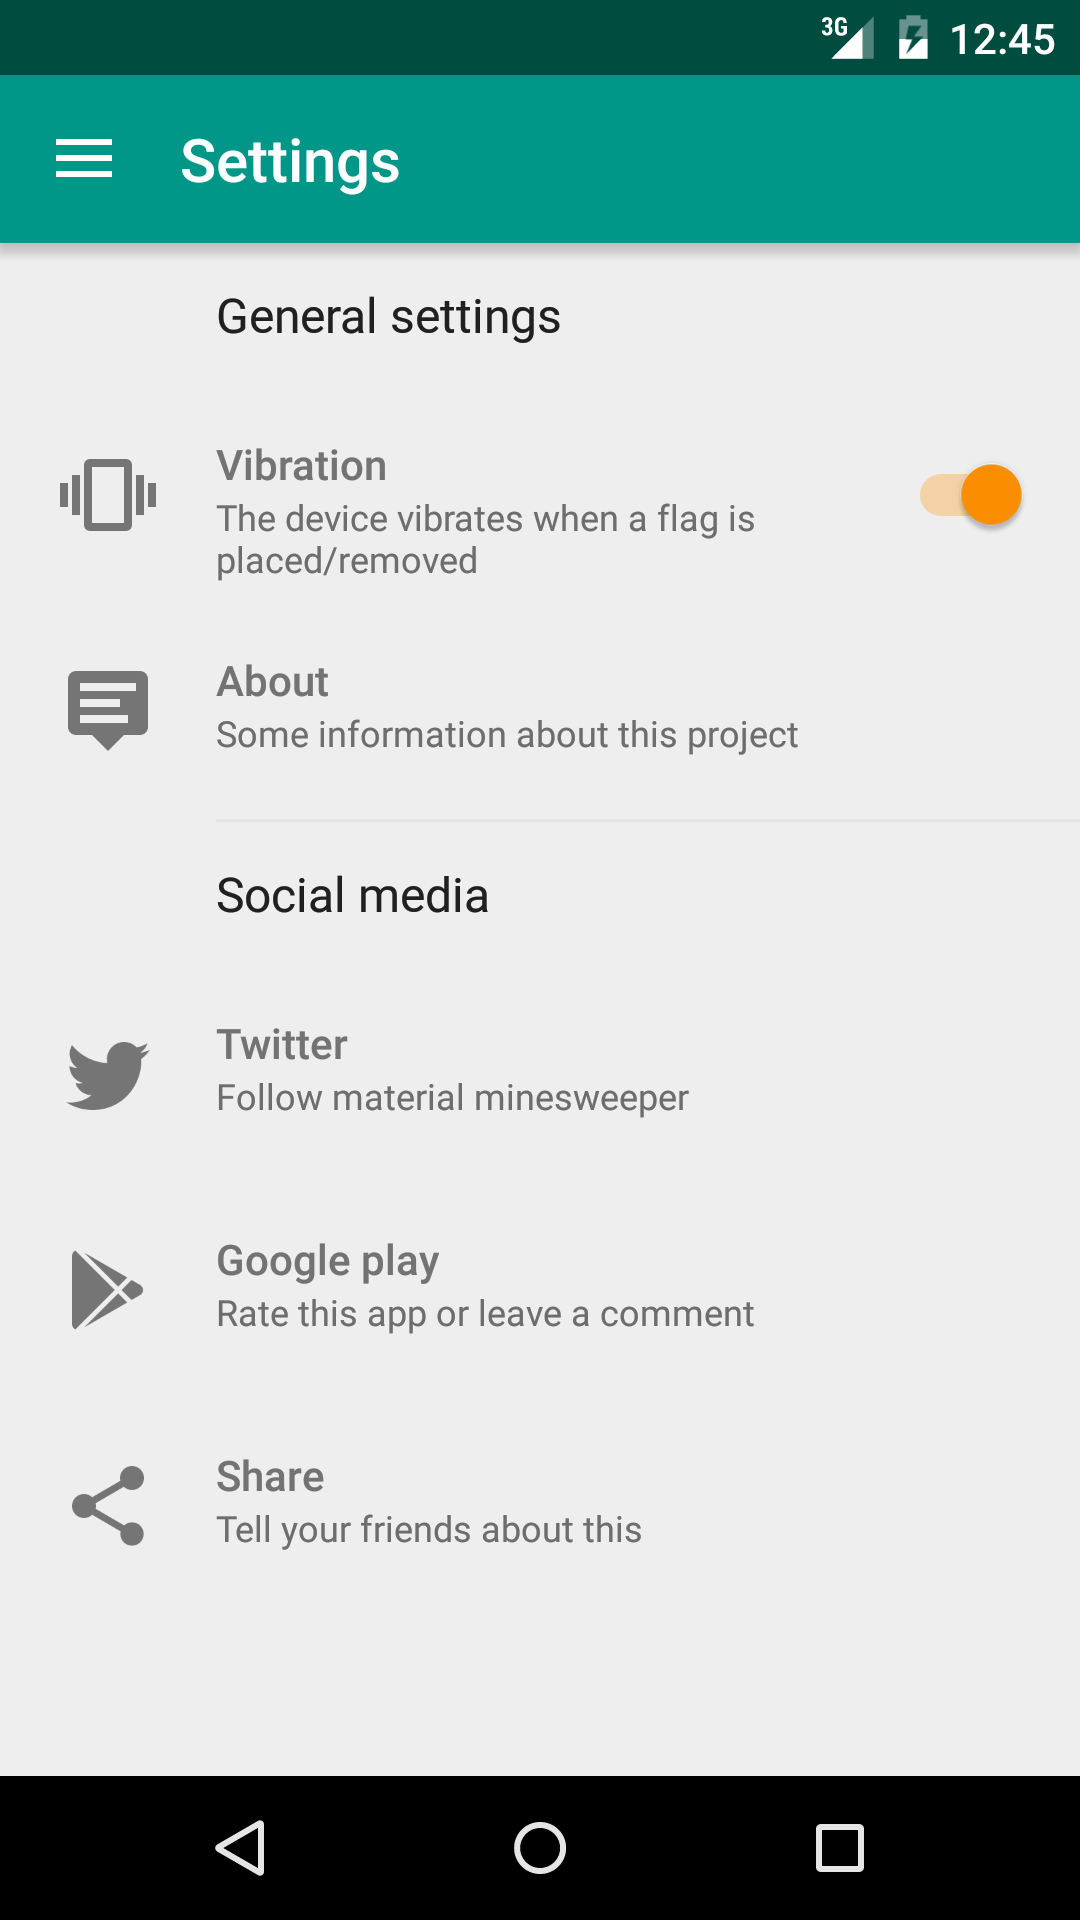 3G 12:45
Settings
General settings
Vibration
The device vibrates when a flag is
placed/removed
About
Some information about this project
Social media
Twitter
Follow material minesweeper
Google play
Rate this app or leave a comment
Share
Tell your friends about this